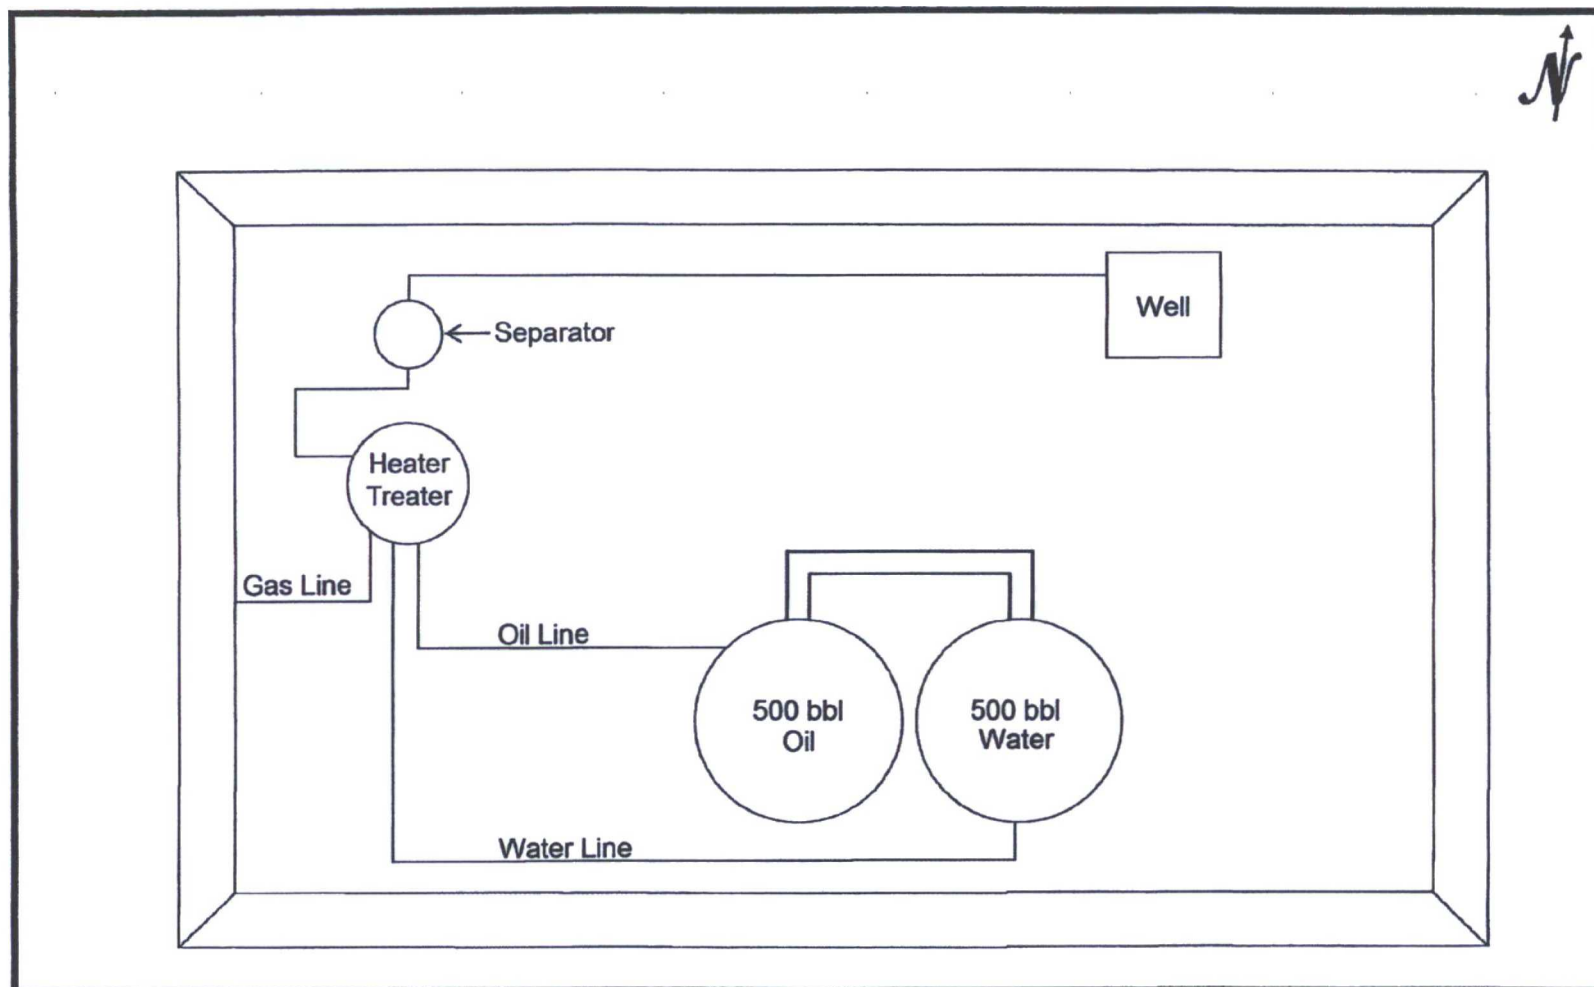 N
Well
Separator
Heater
Treater
Gas Line
Oil Line
500 bbl
Oil
500 bbl
Water
Water Line